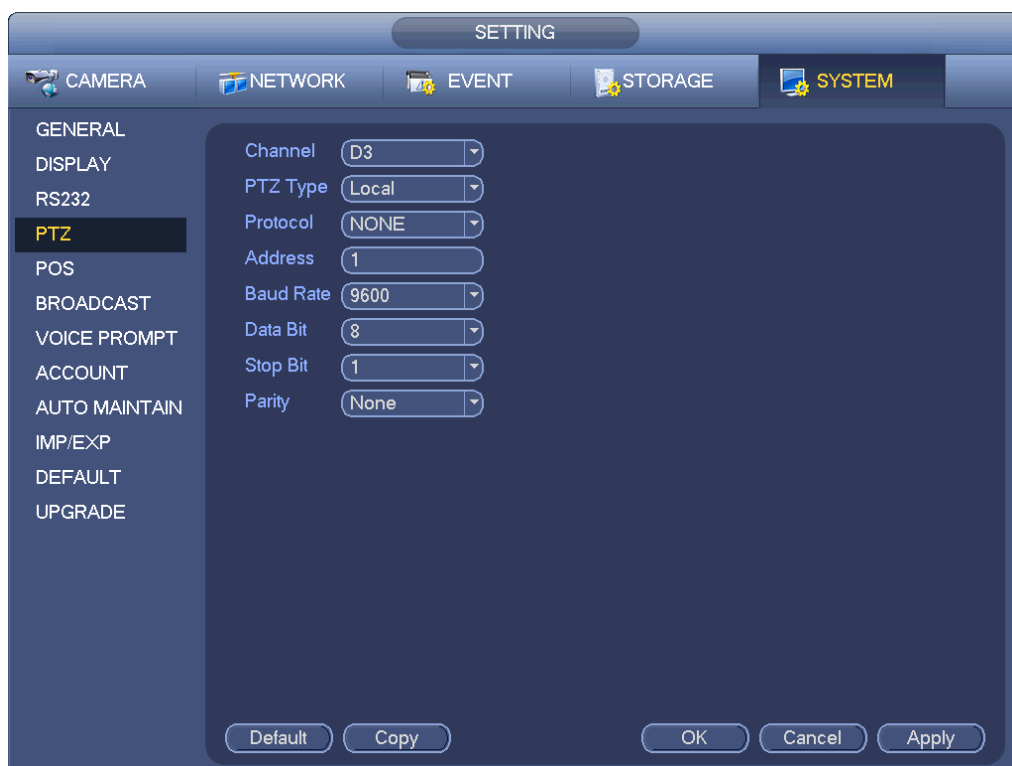 SETTING
CAMERA NETWORK EVENT STORAGE SYSTEM
GENERAL
DISPLAY
RS232
PTZ
POS
BROADCAST
VOICE PROMPT
ACCOUNT
AUTO MAINTAIN
IMP/EXP
DEFAULT
UPGRADE
Channel D3
PTZ Type Local
Protocol NONE
Address 1
Baud Rate 9600
Data Bit 8
Stop Bit 1
Parity None
Default Copy OK Cancel Apply